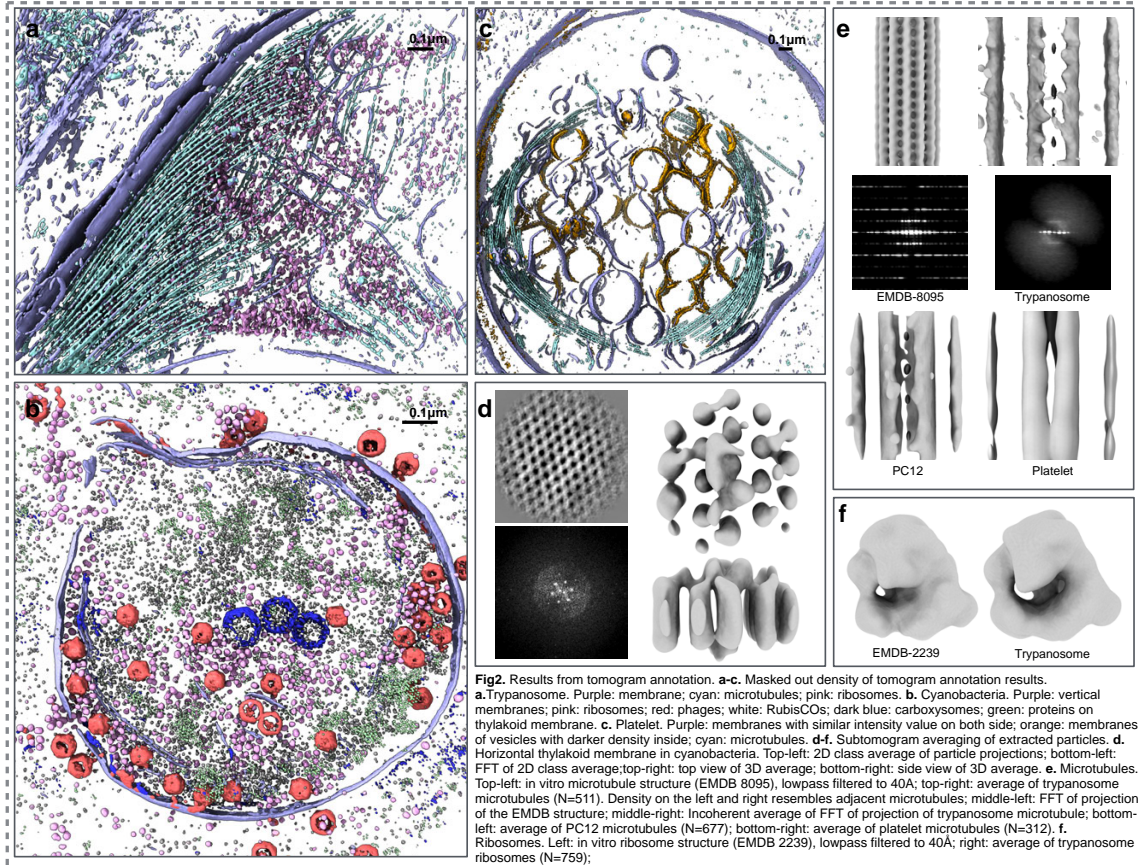 a
0.1µm
c
0.1µm
e
EMDB-8095
Trypanosome
PC12
Platelet
b
0.1µm
d
f
EMDB-2239
Trypanosome
Fig2. Results from tomogram annotation. a-c. Masked out density of tomogram annotation results.
a.Trypanosome. Purple: membrane; cyan: microtubules; pink: ribosomes. b. Cyanobacteria. Purple: vertical
membranes; pink: ribosomes; red: phages; white: RubisCOs; dark blue: carboxysomes; green: proteins on
thylakoid membrane. c. Platelet. Purple: membranes with similar intensity value on both side; orange: membranes
of vesicles with darker density inside; cyan: microtubules. d-f. Subtomogram averaging of extracted particles. d.
Horizontal thylakoid membrane in cyanobacteria. Top-left: 2D class average of particle projections; bottom-left:
FFT of 2D class average;top-right: top view of 3D average; bottom-right: side view of 3D average. e. Microtubules.
Top-left: in vitro microtubule structure (EMDB 8095), lowpass filtered to 40A; top-right: average of trypanosome
microtubules (N=511). Density on the left and right resembles adjacent microtubules; middle-left: FFT of projection
of the EMDB structure; middle-right: Incoherent average of FFT of projection of trypanosome microtubule; bottom-
left: average of PC12 microtubules (N=677); bottom-right: average of platelet microtubules (N=312). f.
Ribosomes. Left: in vitro ribosome structure (EMDB 2239), lowpass filtered to 40Å; right: average of trypanosome
ribosomes (N=759);